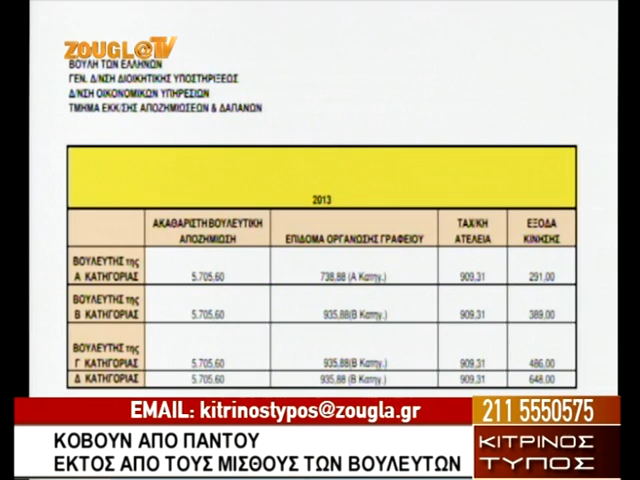 ZOUGL@TV
ΒΟΥΛΗ ΤΩΝ ΕΛΛΗΝΩΝ
ΓΕΝ. Δ/ΝΣΗ ΔΙΟΙΚΗΤΙΚΗΣ ΥΠΟΣΤΗΡΙΞΕΩΣ
Δ/ΝΣΗ ΟΙΚΟΝΟΜΙΚΩΝ ΥΠΗΡΕΣΙΩΝ
ΤΜΗΜΑ ΕΚΚ/ΣΗΣ ΑΠΟΖΗΜΙΩΣΕΩΝ & ΔΑΠΑΝΩΝ
2013
ΑΚΑΘΑΡΙΣΤΗ ΒΟΥΛΕΥΤΙΚΗ ΑΠΟΖΗΜΙΩΣΗ ΕΠΙΔΟΜΑ ΟΡΓΑΝΩΣΗΣ ΓΡΑΦΕΙΟΥ ΤΑΧ/ΚΗ ΑΤΕΛΕΙΑ ΕΞΟΔΑ ΚΙΝΗΣΗΣ
ΒΟΥΛΕΥΤΗΣ της
Α ΚΑΤΗΓΟΡΙΑΣ 5.705,60 738,88 (Α Κατηγ.) 909,31 291,00
ΒΟΥΛΕΥΤΗΣ της
Β ΚΑΤΗΓΟΡΙΑΣ 5.705,60 935,88(Β Κατηγ.) 909,31 389,00
ΒΟΥΛΕΥΤΗΣ της
Γ ΚΑΤΗΓΟΡΙΑΣ 5.705,60 935,88(Β Κατηγ.) 909,31 486,00
Δ ΚΑΤΗΓΟΡΙΑΣ 5.705,60 935,88 (Β Κατηγ.) 909,31 648,00
EMAIL: kitrinostypos@zougla.gr
211 5550575
ΚΟΒΟΥΝ ΑΠΟ ΠΑΝΤΟΥ
ΕΚΤΟΣ ΑΠΟ ΤΟΥΣ ΜΙΣΘΟΥΣ ΤΩΝ ΒΟΥΛΕΥΤΩΝ
ΚΙΤΡΙΝΟΣ
ΤΥΠΟΣ